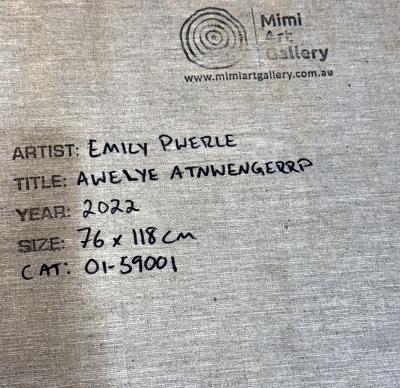 Mimi
Art
Gallery
www.mimiartgallery.com.au
ARTIST: EMILY PWERLE
TITLE: AWELYE ATNWENGERRP
YEAR: 2022
SIZE: 76 x 118 cm
CAT: 01-59001